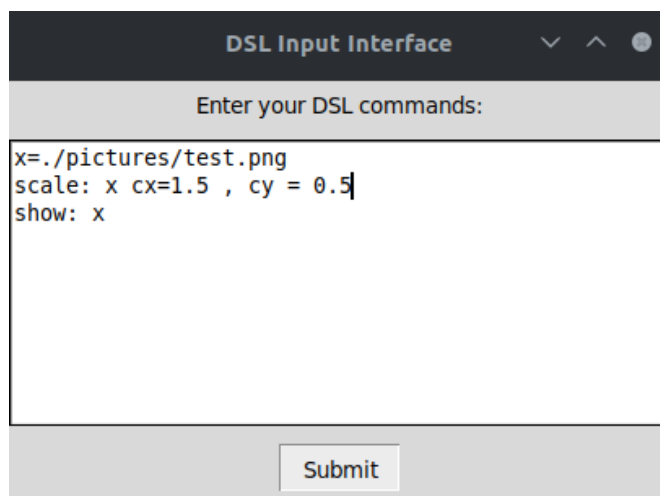 DSL Input Interface
Enter your DSL commands:
x=./pictures/test.png
scale: x cx=1.5 , cy = 0.5
show: x
Submit